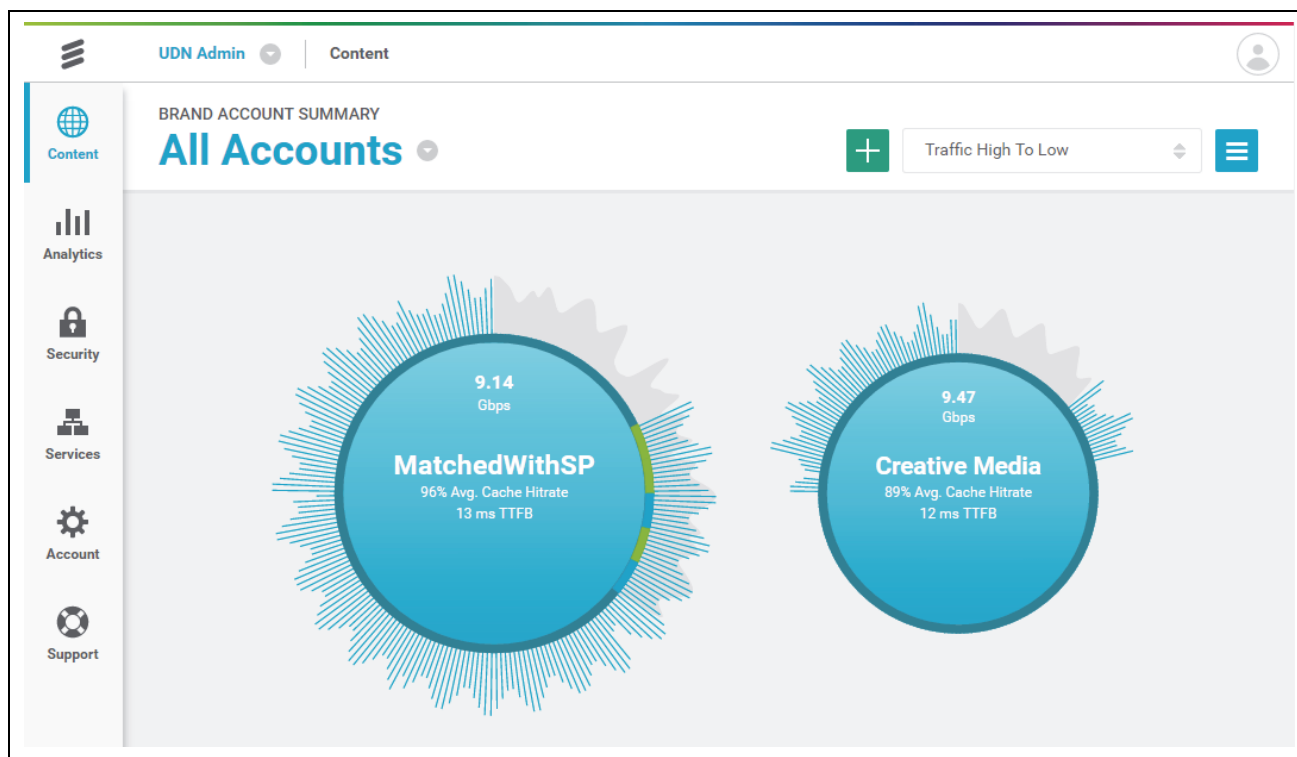 UDN Admin
Content
BRAND ACCOUNT SUMMARY
All Accounts
Traffic High To Low
Content
Analytics
Security
Services
Account
Support
9.14
Gbps
MatchedWithSP
96% Avg. Cache Hitrate
13 ms TTFB
9.47
Gbps
Creative Media
89% Avg. Cache Hitrate
12 ms TTFB